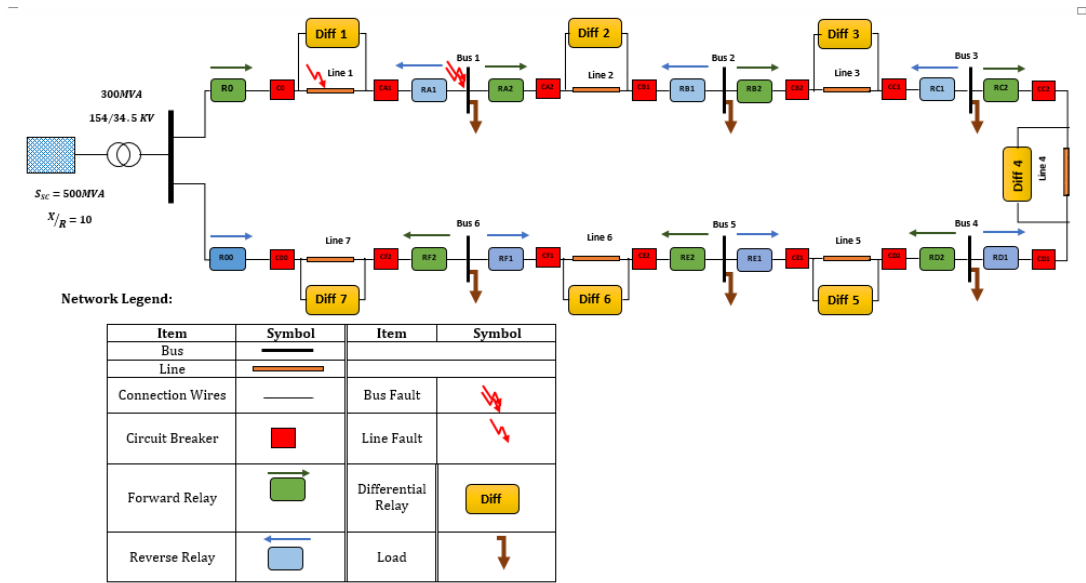 Diff 1
Diff 2
Diff 3
Line 1
Bus 1
Line 2
Bus 2
Line 3
Bus 3
R0
C0
CA1
RA1
RA2
CA2
CB1
RB1
RB2
CB2
CC1
RC1
RC2
CC2
300MVA
154/34.5 KV
Diff 4
Line 4
S_SC = 500MVA
X/R = 10
Line 7
Bus 6
Line 6
Bus 5
Line 5
Bus 4
R00
C00
RF2
RF1
RE2
RE1
CD2
RD2
RD1
CD1
Diff 7
Diff 6
Diff 5
Network Legend:
Item Symbol Item Symbol
Bus
Line
Connection Wires Bus Fault
Circuit Breaker Line Fault
Forward Relay Differential Relay Diff
Reverse Relay Load